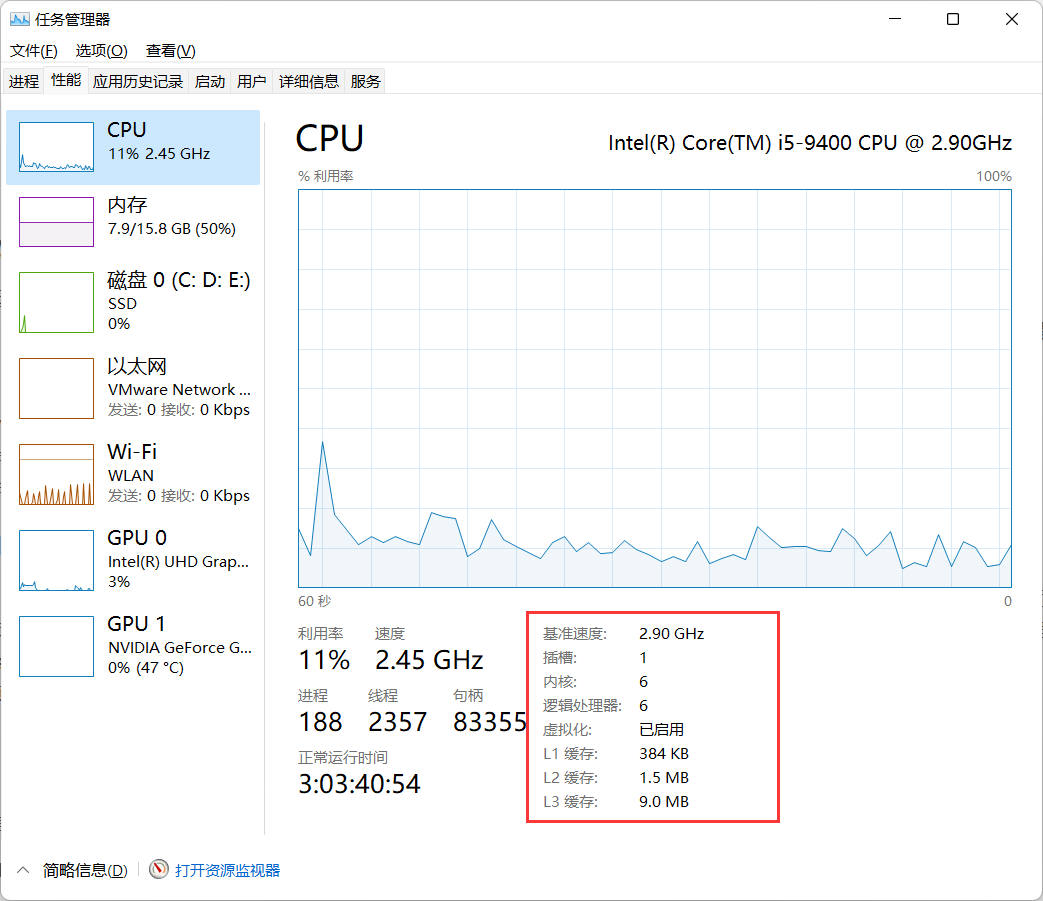 任务管理器
文件(F) 选项(O) 查看(V)
进程 性能 应用历史记录 启动 用户 详细信息 服务
CPU
11% 2.45 GHz
内存
7.9/15.8 GB (50%)
磁盘 0 (C: D: E:)
SSD
0%
以太网
VMware Network ...
发送: 0 接收: 0 Kbps
Wi-Fi
WLAN
发送: 0 接收: 0 Kbps
GPU 0
Intel(R) UHD Grap...
3%
GPU 1
NVIDIA GeForce G...
0% (47 °C)
CPU
Intel(R) Core(TM) i5-9400 CPU @ 2.90GHz
% 利用率 100%
60 秒 0
利用率 速度
11% 2.45 GHz
进程 线程 句柄
188 2357 83355
正常运行时间
3:03:40:54
基准速度: 2.90 GHz
插槽: 1
内核: 6
逻辑处理器: 6
虚拟化: 已启用
L1 缓存: 384 KB
L2 缓存: 1.5 MB
L3 缓存: 9.0 MB
简略信息(D) 打开资源监视器